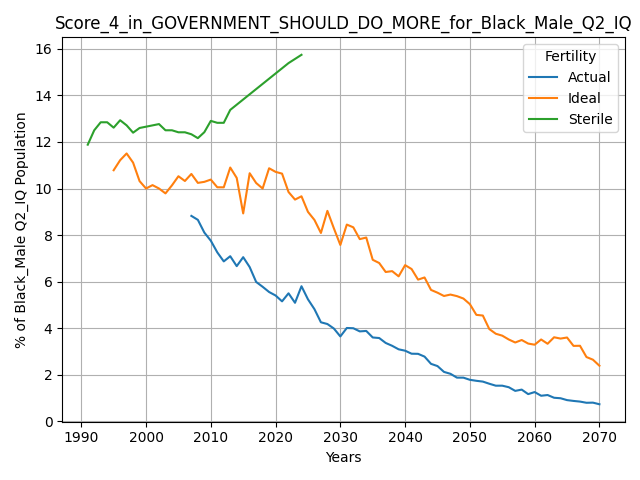 Score_4_in_GOVERNMENT_SHOULD_DO_MORE_for_Black_Male_Q2_IQ
Fertility
Actual
Ideal
Sterile
% of Black_Male Q2_IQ Population
16
14
12
10
8
6
4
2
0
1990 2000 2010 2020 2030 2040 2050 2060 2070
Years